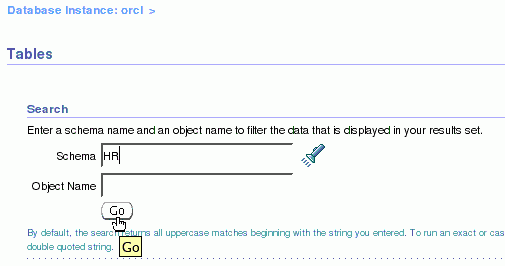 Database Instance: orcl >
Tables
Search
Enter a schema name and an object name to filter the data that is displayed in your results set.
Schema HR
Object Name
Go
By default, the search returns all uppercase matches beginning with the string you entered. To run an exact or cas
double quoted string.
Go